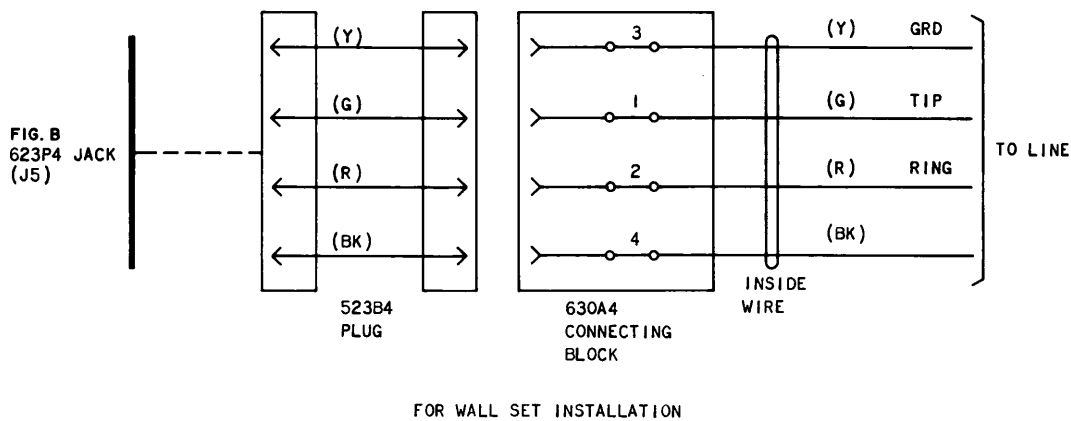 (Y) 3 (Y) GRD
(G) 1 (G) TIP
FIG. B
623P4 JACK
(J5)
TO LINE
(R) 2 (R) RING
(BK) 4 (BK)
INSIDE
WIRE
523B4
PLUG
630A4
CONNECTING
BLOCK
FOR WALL SET INSTALLATION